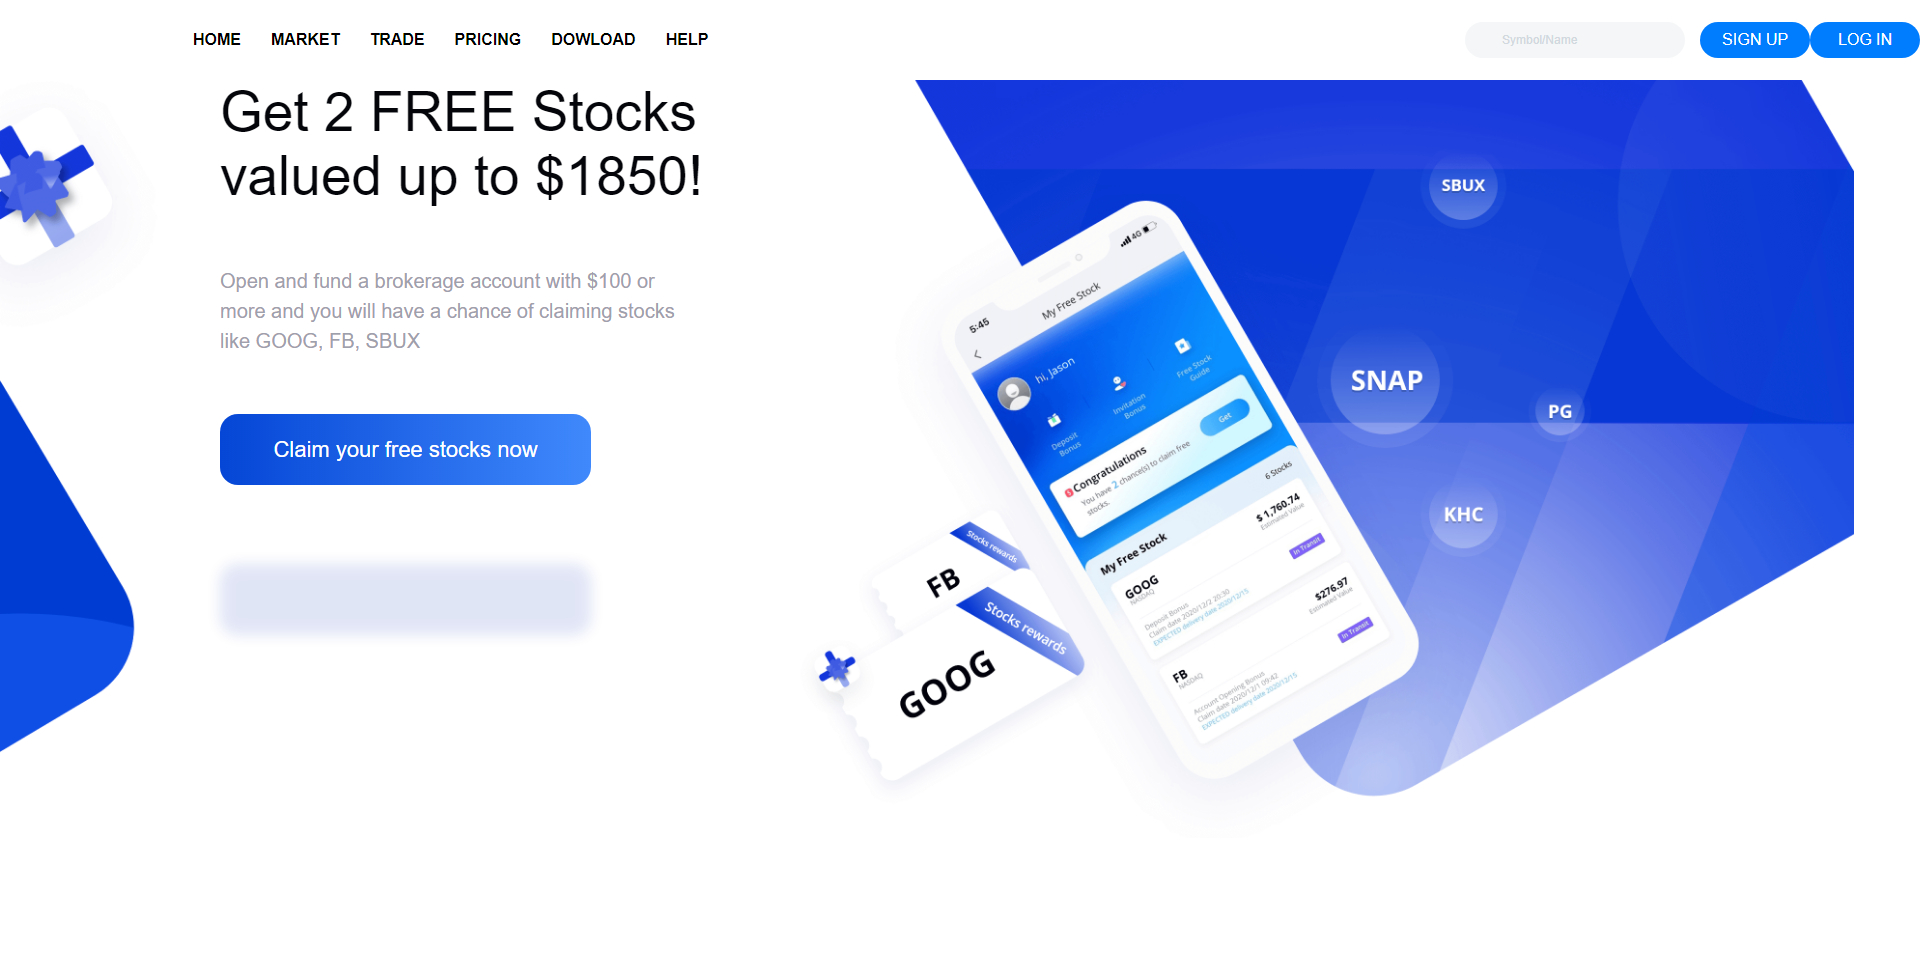 HOME MARKET TRADE PRICING DOWLOAD HELP
Symbol/Name
SIGN UP
LOG IN
Get 2 FREE Stocks
valued up to $1850!
Open and fund a brokerage account with $100 or
more and you will have a chance of claiming stocks
like GOOG, FB, SBUX
Claim your free stocks now
FB
Stocks rewards
GOOG
Stocks rewards
5:45
4G
My Free Stock
hi, Jason
Deposit
Bonus
Invitation
Bonus
Free Stock
Guide
Congratulations
You have 2 chance(s) to claim free
stocks.
Get
My Free Stock
6 Stocks
GOOG
NASDAQ
$ 1,760.74
Estimated Value
Deposit Bonus
Claim date 2020/12/2 20:30
EXPECTED delivery date 2020/12/15
In Transit
FB
NASDAQ
$276.97
Estimated Value
Account Opening Bonus
Claim date 2020/12/1 09:42
EXPECTED delivery date 2020/12/15
In Transit
SBUX
SNAP
PG
KHC